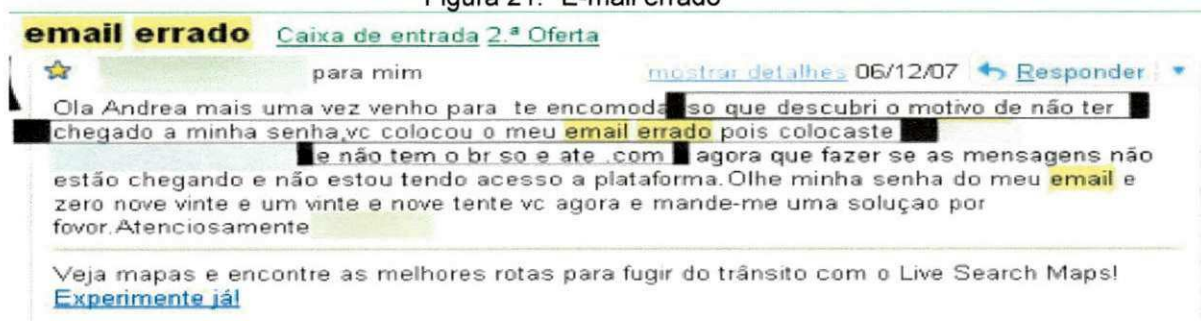 Figura 21: E-mail errado
email errado Caixa de entrada 2.ª Oferta
para mim mostrar detalhes 06/12/07 Responder
Ola Andrea mais uma vez venho para te encomoda so que descubri o motivo de não ter
chegado a minha senha,vc colocou o meu email errado pois colocaste
e não tem o br so e ate .com agora que fazer se as mensagens não
estão chegando e não estou tendo acesso a plataforma.Olhe minha senha do meu email e
zero nove vinte e um vinte e nove tente vc agora e mande-me uma soluçao por
fovor.Atenciosamente
Veja mapas e encontre as melhores rotas para fugir do trânsito com o Live Search Maps!
Experimente já!